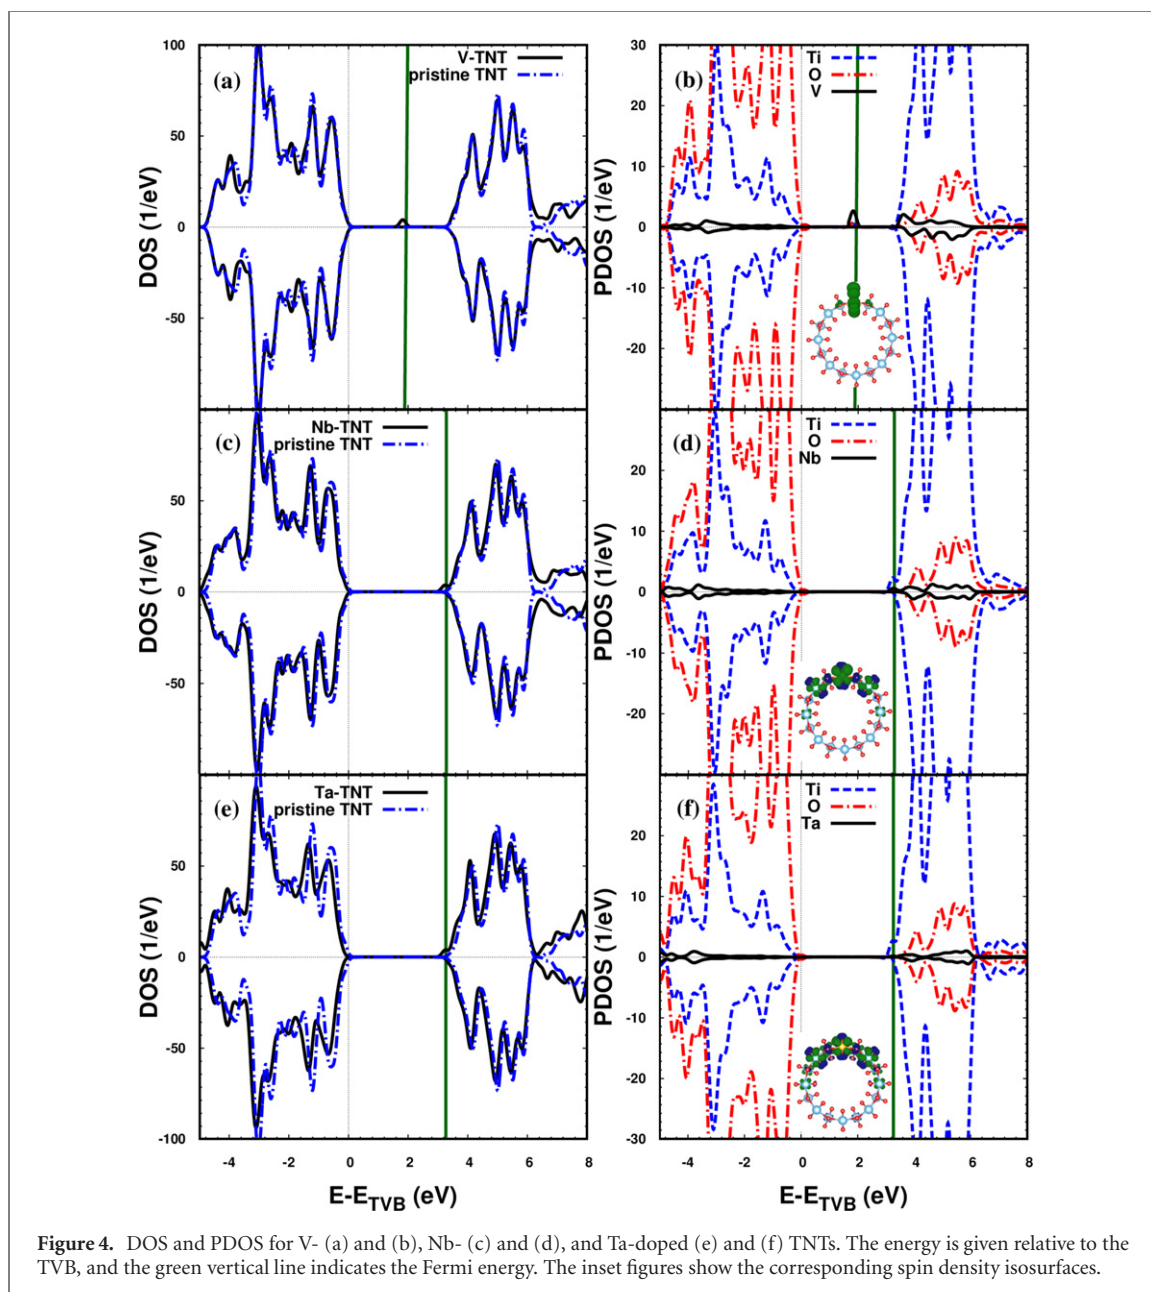 100
50
0
-50
DOS (1/eV)
(a)
V-TNT
pristine TNT
30
20
10
0
-10
-20
PDOS (1/eV)
(b)
Ti
O
V
50
0
-50
DOS (1/eV)
(c)
Nb-TNT
pristine TNT
20
10
0
-10
-20
PDOS (1/eV)
(d)
Ti
O
Nb
50
0
-50
-100
DOS (1/eV)
(e)
Ta-TNT
pristine TNT
-4 -2 0 2 4 6 8
E-E_TVB (eV)
20
10
0
-10
-20
-30
PDOS (1/eV)
(f)
Ti
O
Ta
-4 -2 0 2 4 6 8
E-E_TVB (eV)
Figure 4. DOS and PDOS for V- (a) and (b), Nb- (c) and (d), and Ta-doped (e) and (f) TNTs. The energy is given relative to the
TVB, and the green vertical line indicates the Fermi energy. The inset figures show the corresponding spin density isosurfaces.